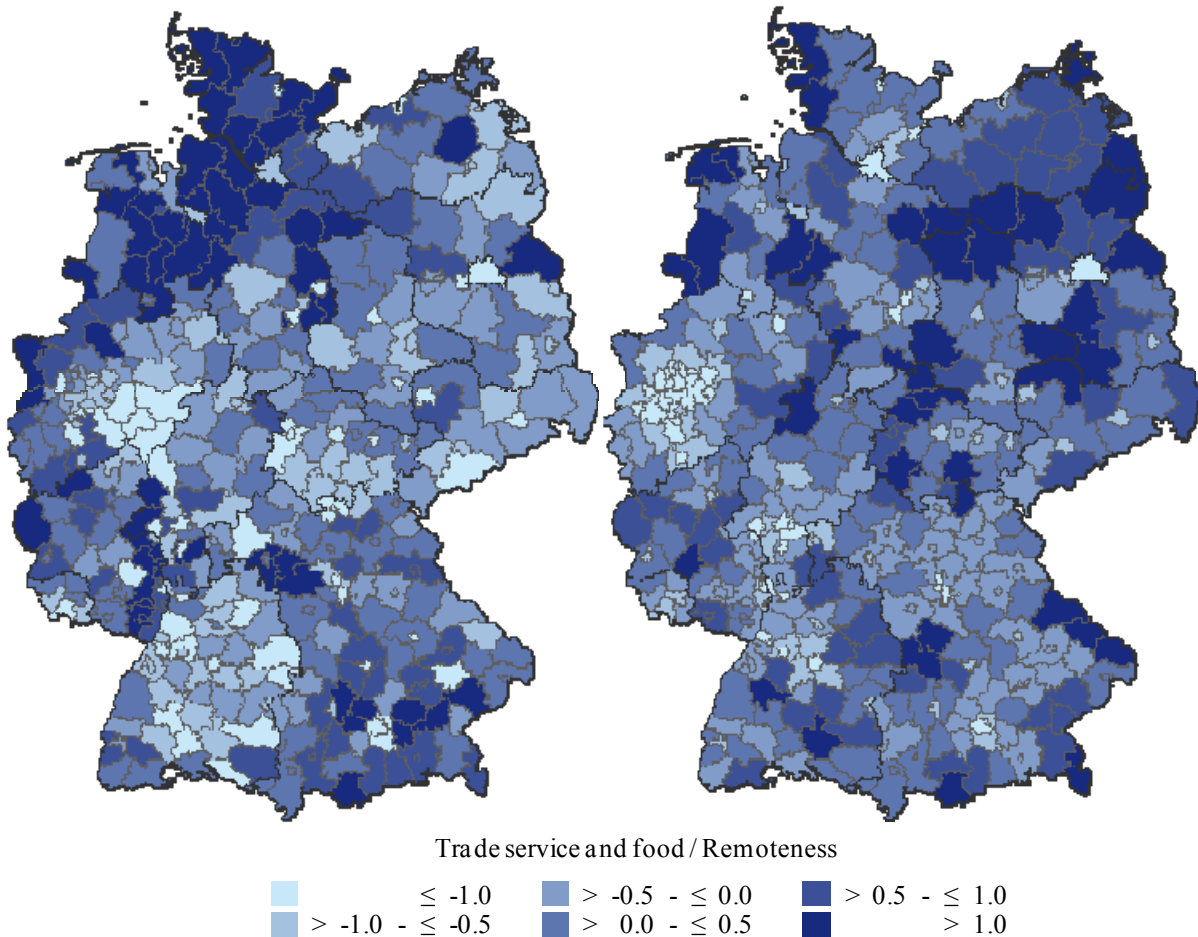 Trade service and food / Remoteness
≤ -1.0 > -0.5 - ≤ 0.0 > 0.5 - ≤ 1.0
> -1.0 - ≤ -0.5 > 0.0 - ≤ 0.5 > 1.0